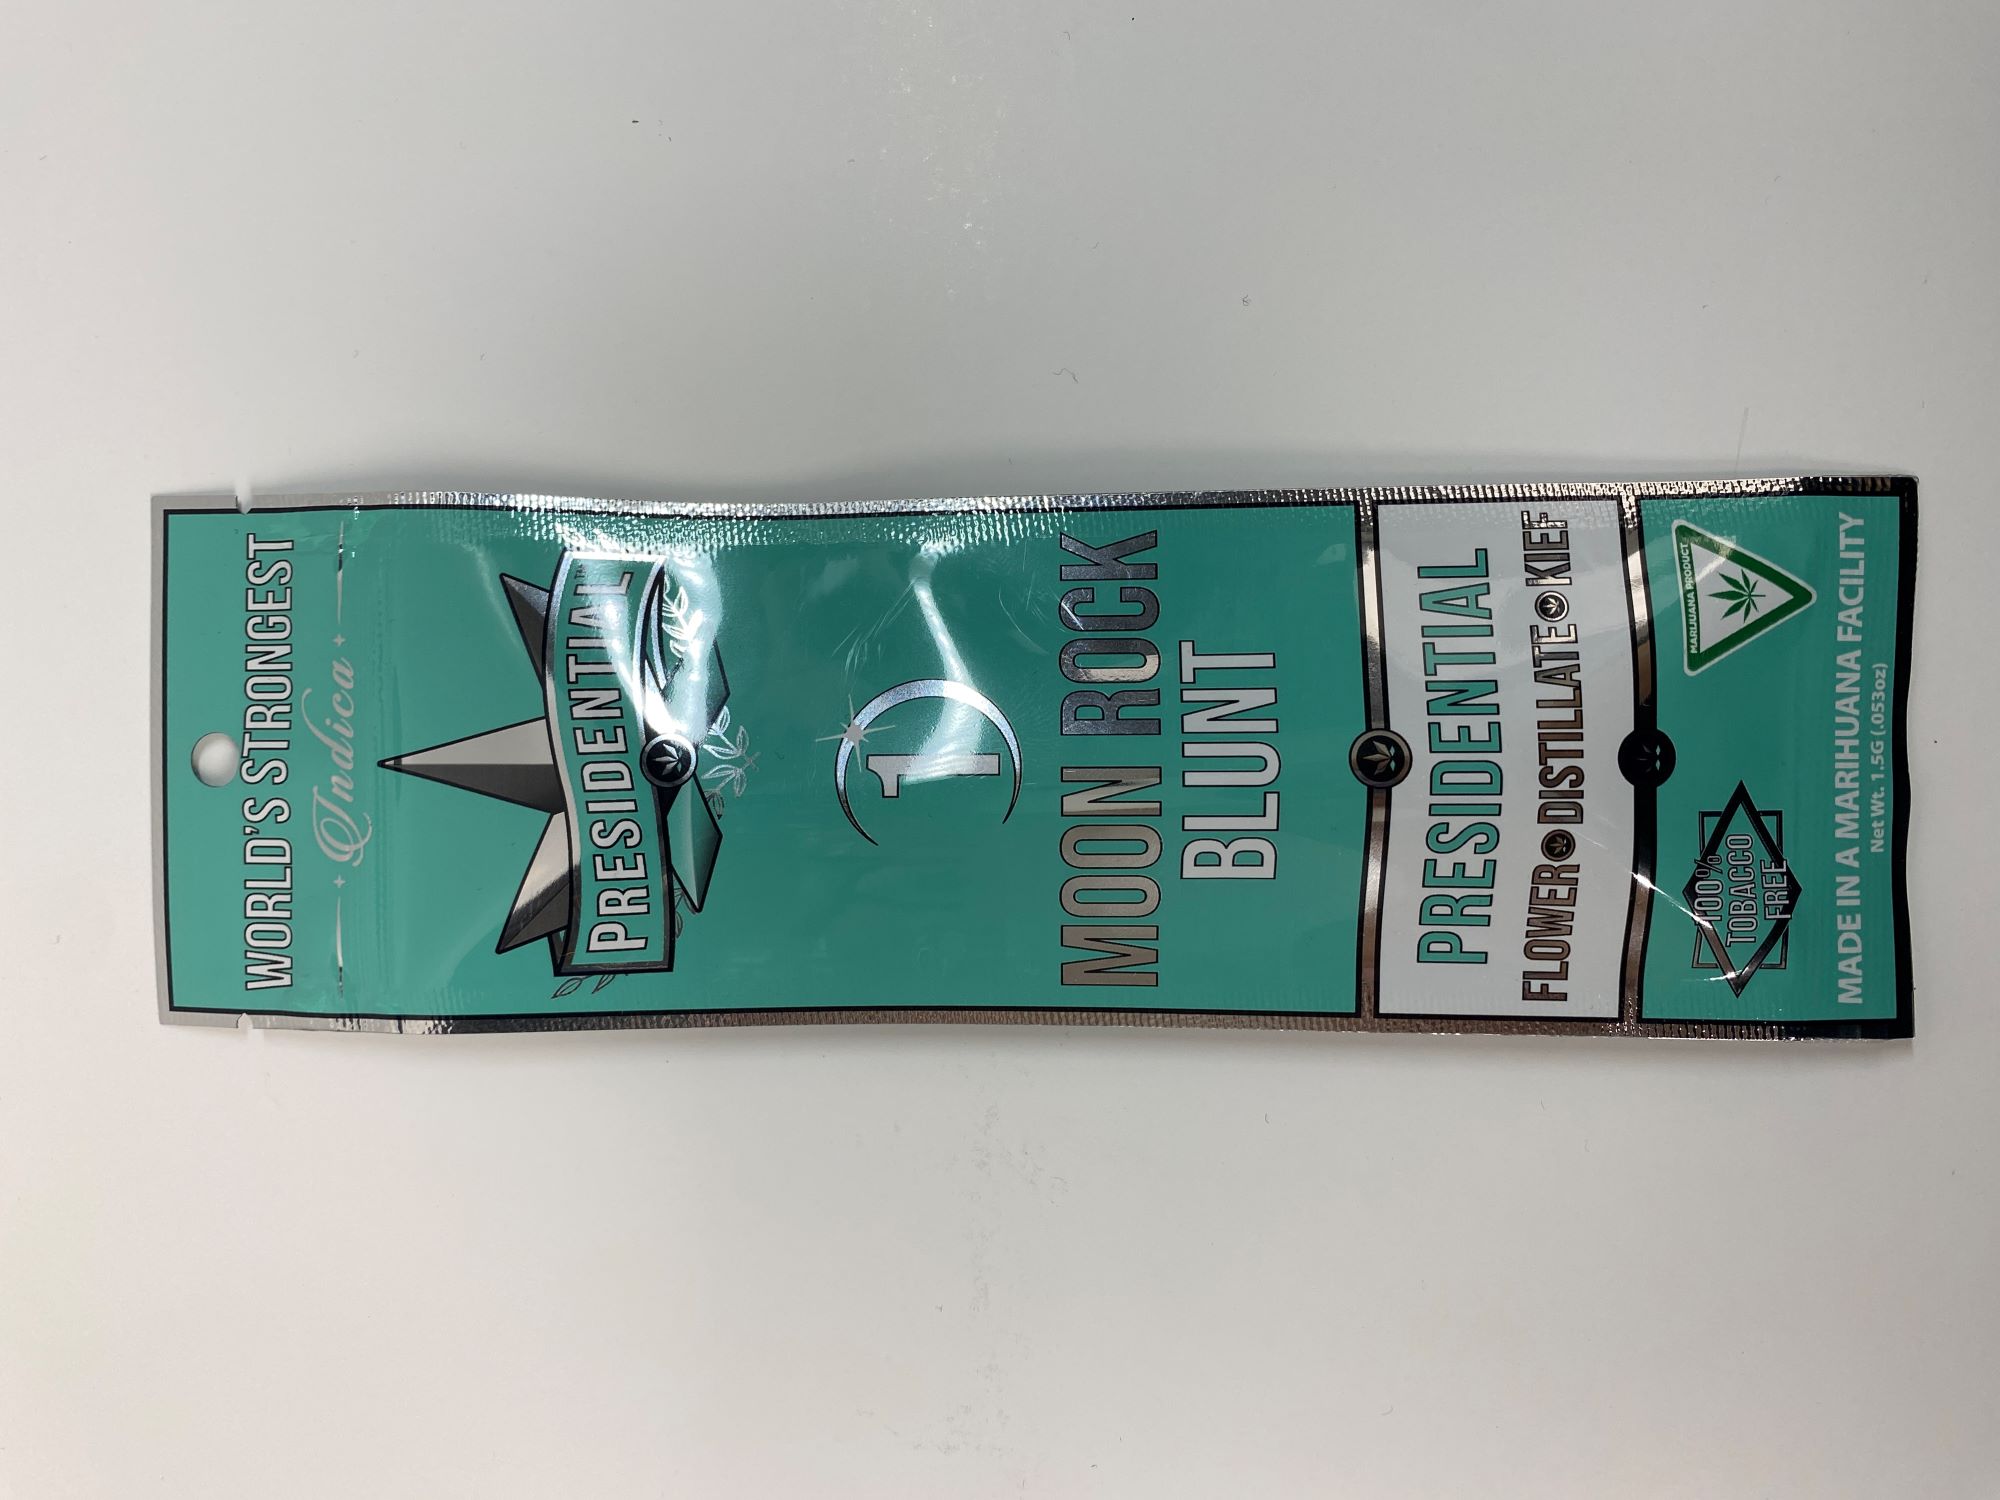 WORLD'S STRONGEST
Indica
PRESIDENTIAL™
1
MOON ROCK
BLUNT
PRESIDENTIAL
FLOWER DISTILLATE KIEF
100%
TOBACCO
FREE
MARIJUANA PRODUCT
MADE IN A MARIHUANA FACILITY
Net Wt. 1.5G (.053oz)